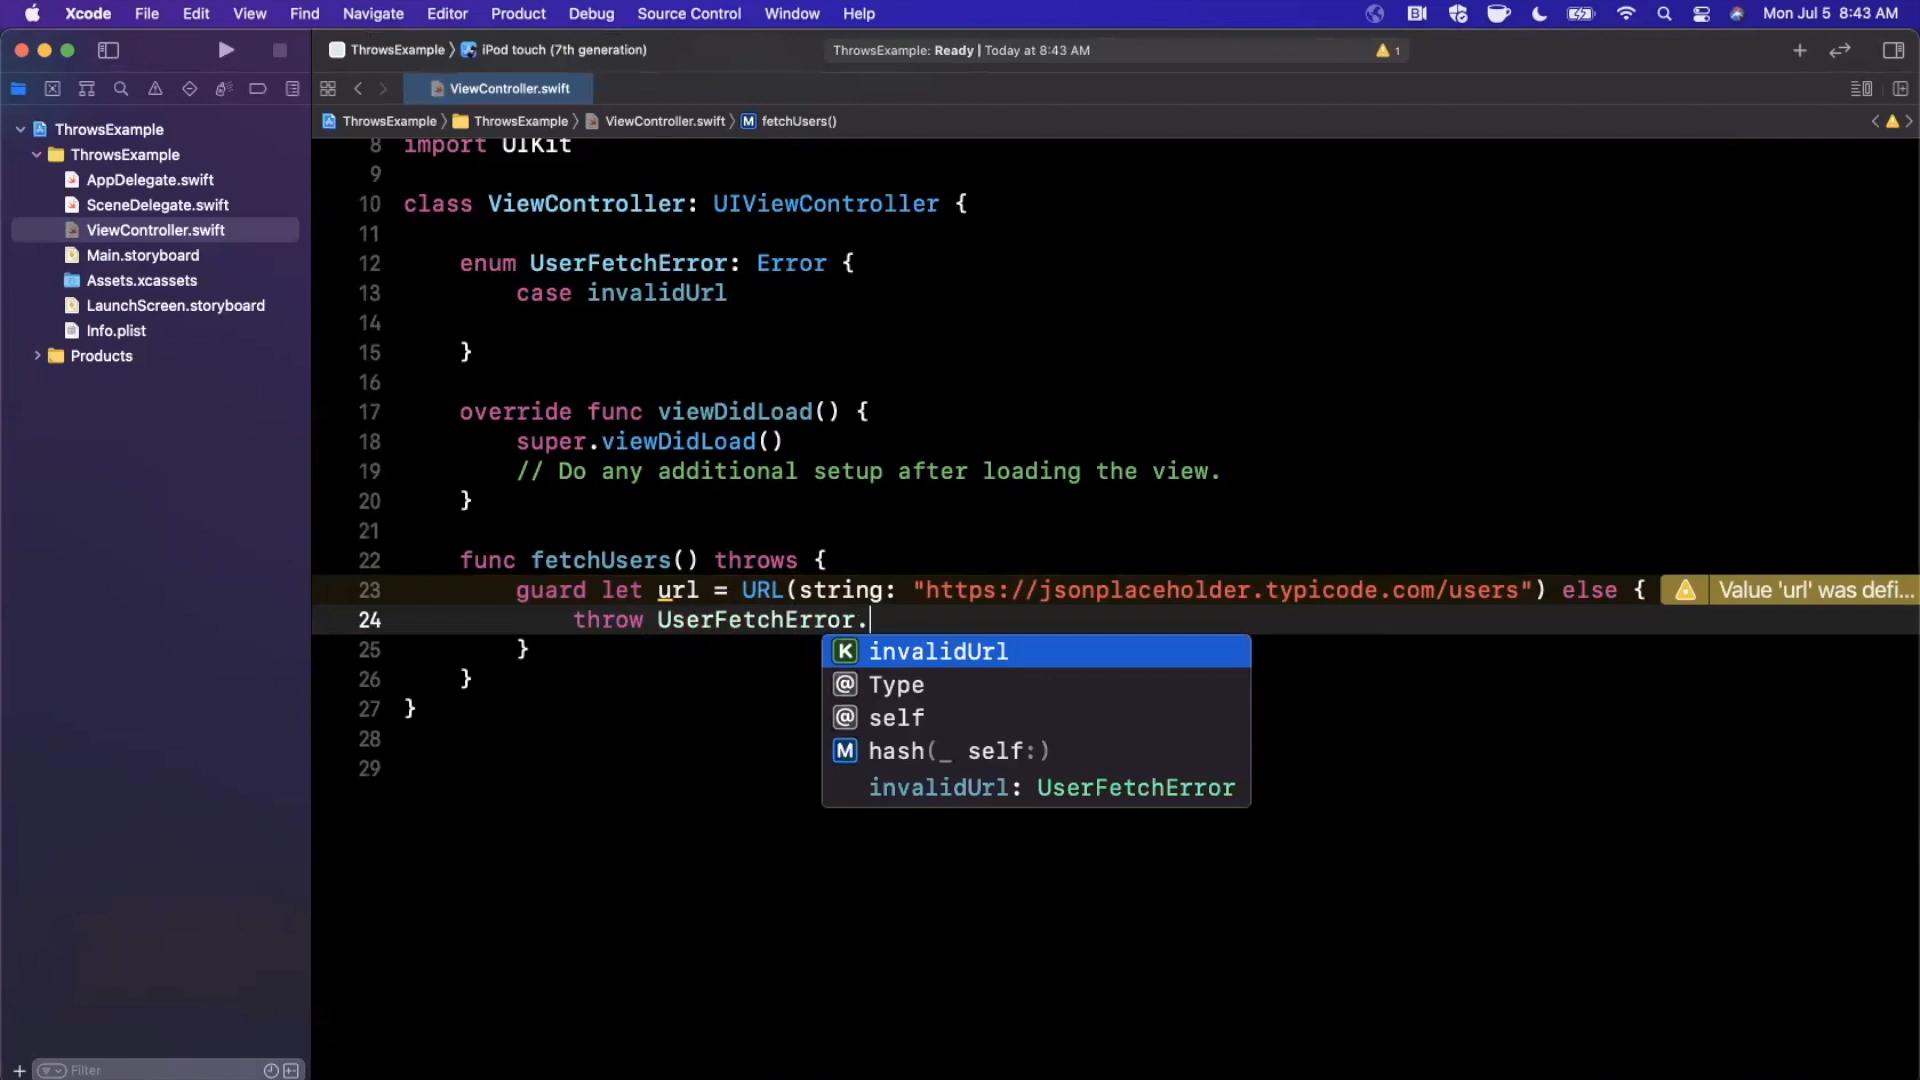 Xcode File Edit View Find Navigate Editor Product Debug Source Control Window Help Mon Jul 5 8:43 AM
ThrowsExample iPod touch (7th generation) ThrowsExample: Ready | Today at 8:43 AM 1
ViewController.swift
ThrowsExample ThrowsExample ViewController.swift M fetchUsers()
ThrowsExample
ThrowsExample
AppDelegate.swift
SceneDelegate.swift
ViewController.swift
Main.storyboard
Assets.xcassets
LaunchScreen.storyboard
Info.plist
Products
Filter
8 import UIKit
9
10 class ViewController: UIViewController {
11
12 enum UserFetchError: Error {
13 case invalidUrl
14
15 }
16
17 override func viewDidLoad() {
18 super.viewDidLoad()
19 // Do any additional setup after loading the view.
20 }
21
22 func fetchUsers() throws {
23 guard let url = URL(string: "https://jsonplaceholder.typicode.com/users") else { Value 'url' was defi...
24 throw UserFetchError.
25 }
26 }
27 }
28
29
K invalidUrl
@ Type
@ self
M hash(_ self:)
invalidUrl: UserFetchError